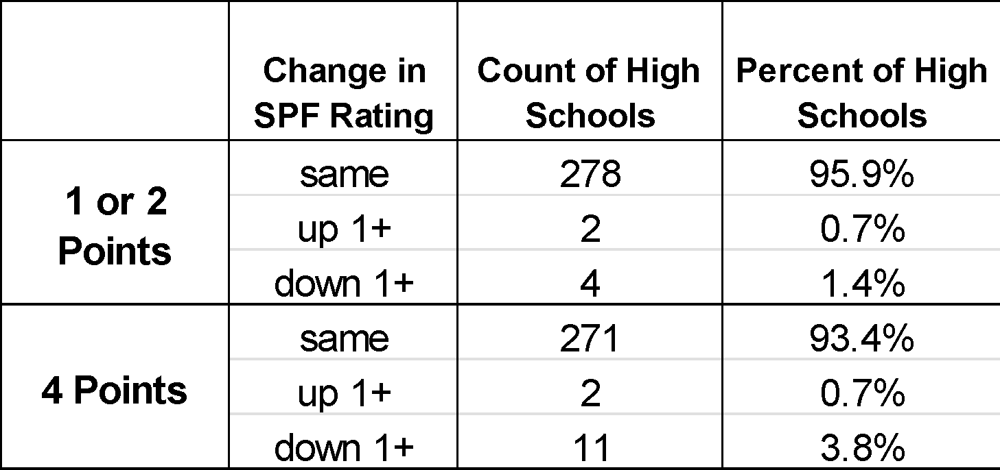 Change in SPF Rating Count of High Schools Percent of High Schools
1 or 2 Points
same 278 95.9%
up 1+ 2 0.7%
down 1+ 4 1.4%
4 Points
same 271 93.4%
up 1+ 2 0.7%
down 1+ 11 3.8%